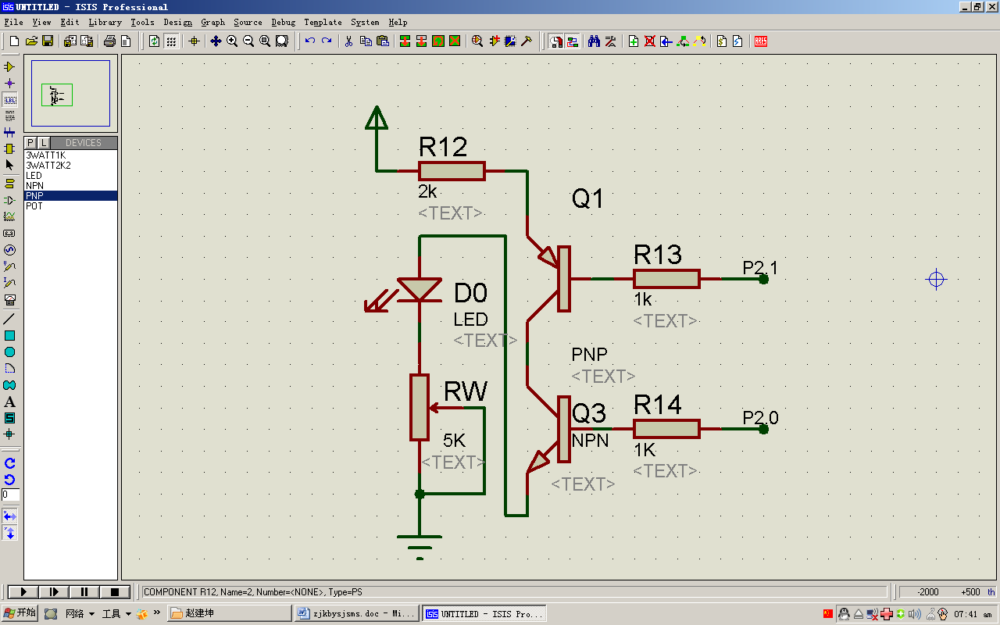 UNTITLED - ISIS Professional
File View Edit Library Tools Design Graph Source Debug Template System Help
ARES
LBL
P L DEVICES
3WATT1K
3WATT2K2
LED
NPN
PNP
POT
A
S
0
R12
2k
<TEXT>
Q1
R13
P2.1
1k
<TEXT>
D0
LED
<TEXT>
PNP
<TEXT>
RW
5K
<TEXT>
Q3
NPN
<TEXT>
R14
P2.0
1K
<TEXT>
COMPONENT R12, Name=2, Number=<NONE>, Type=PS
-2000 +500 th
开始 网络 工具 » 赵建坤 zjkbysjsms.doc - Mi... ISIS UNTITLED - ISIS Pro... 07:41 am